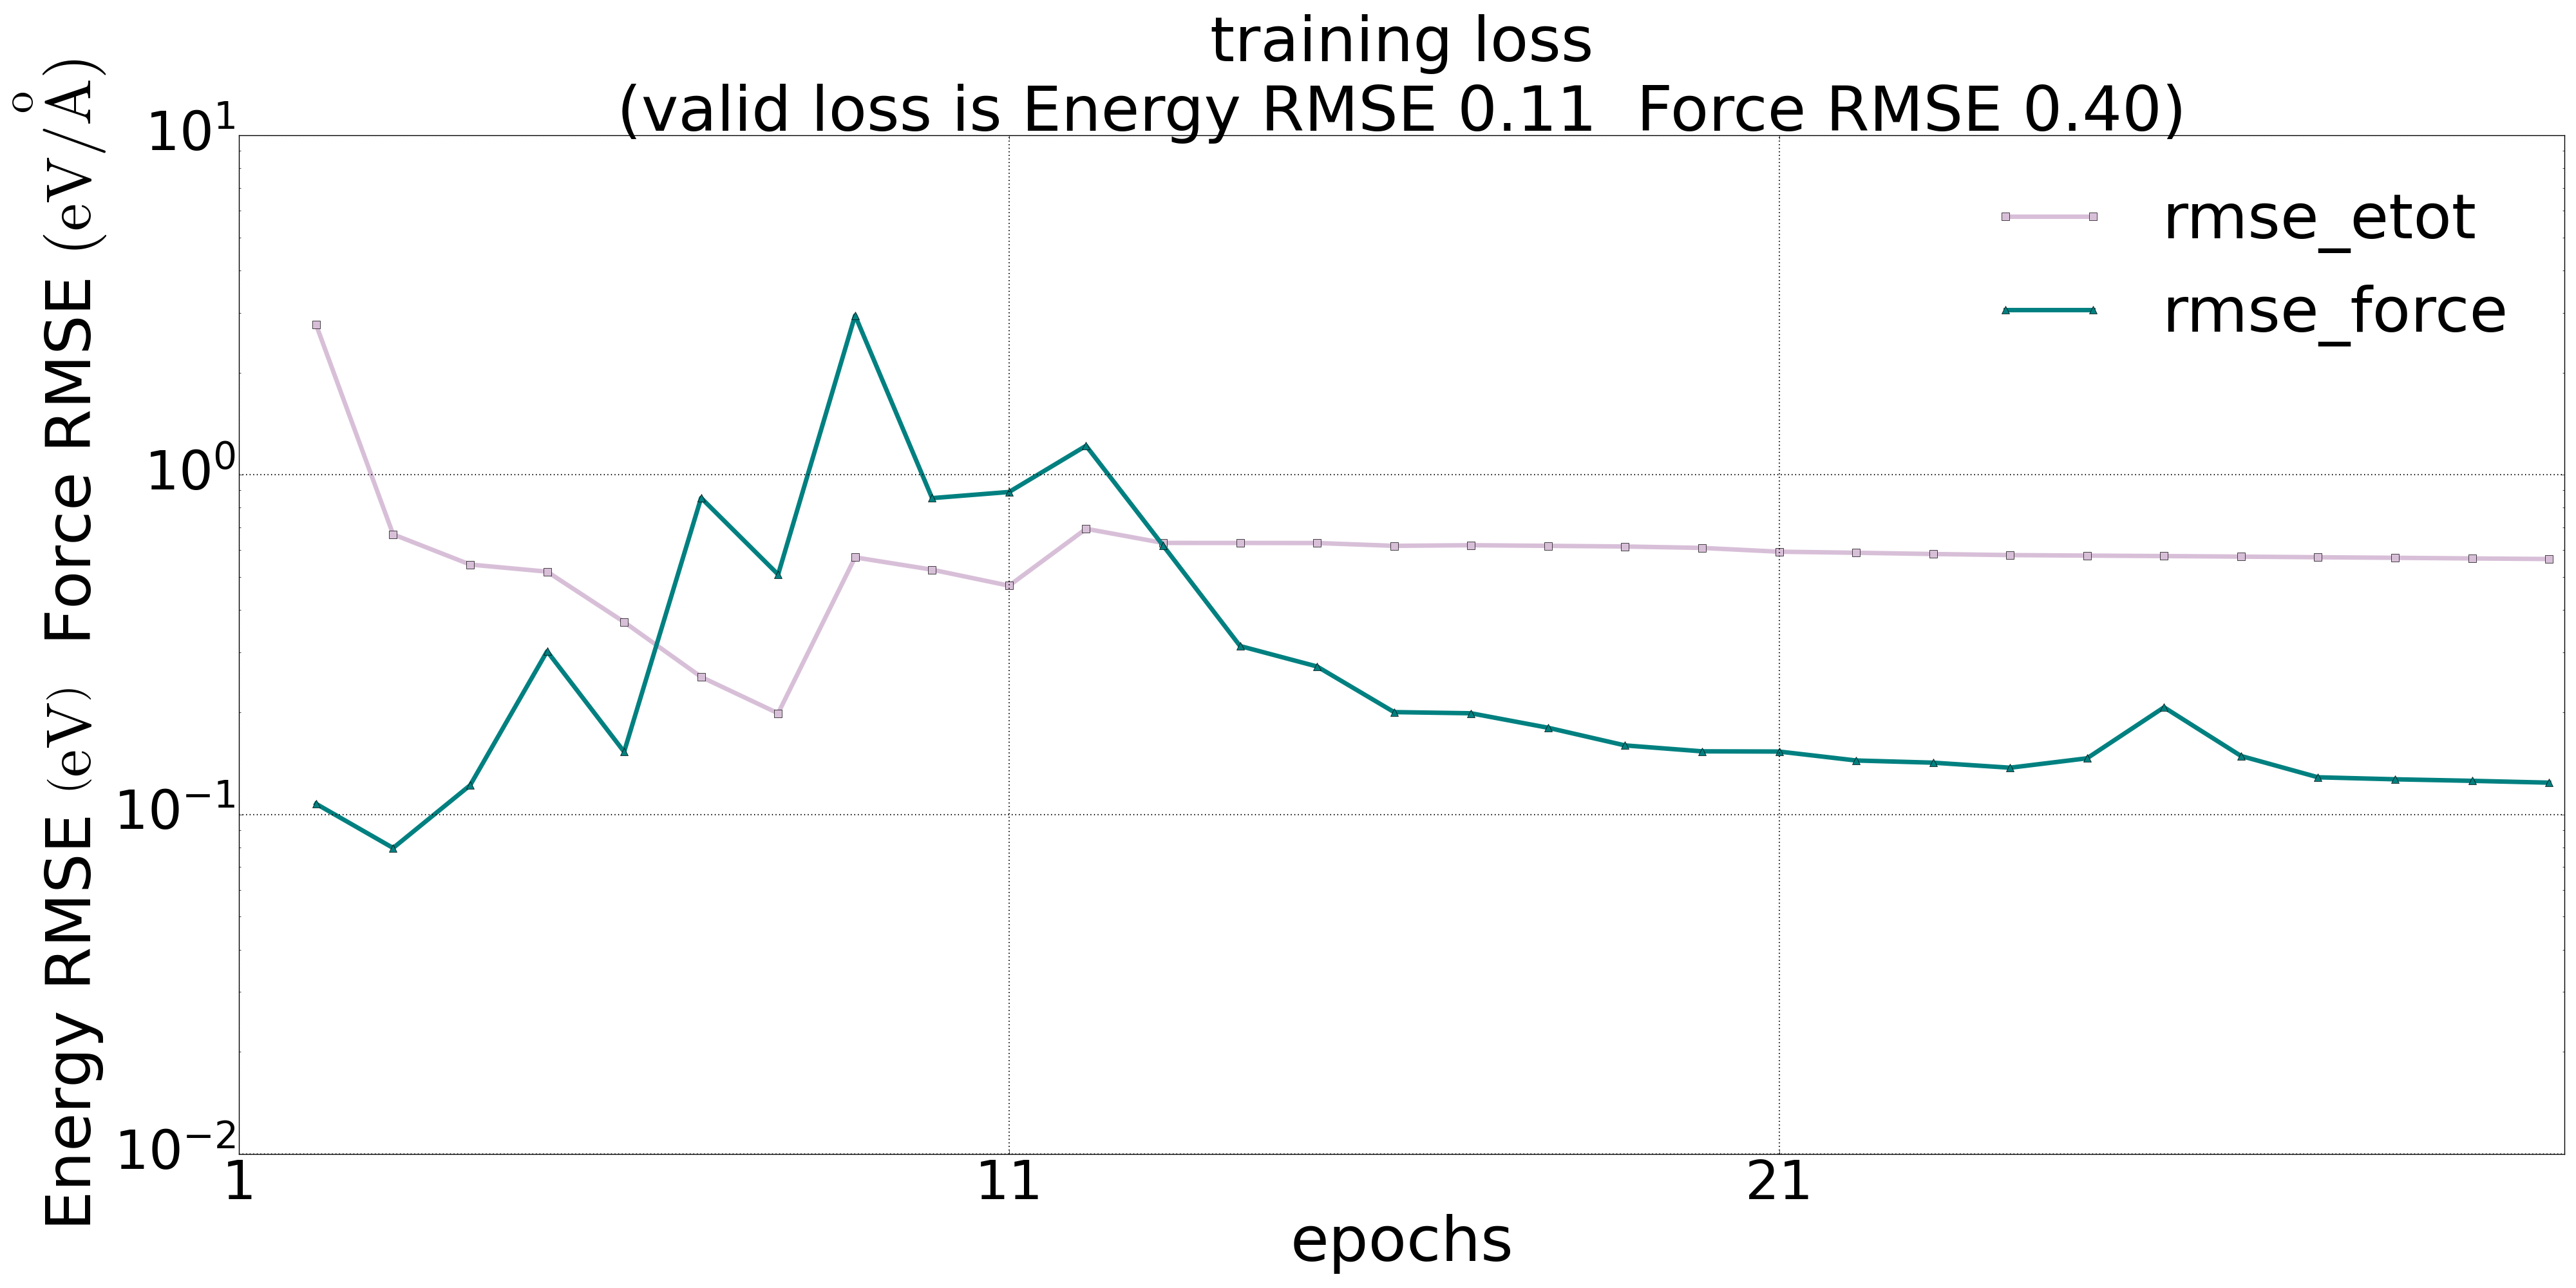 training loss
(valid loss is Energy RMSE 0.11  Force RMSE 0.40)
Energy RMSE (eV)  Force RMSE (eV/Å)
10¹
10⁰
10⁻¹
10⁻²
rmse_etot
rmse_force
1
11
21
epochs